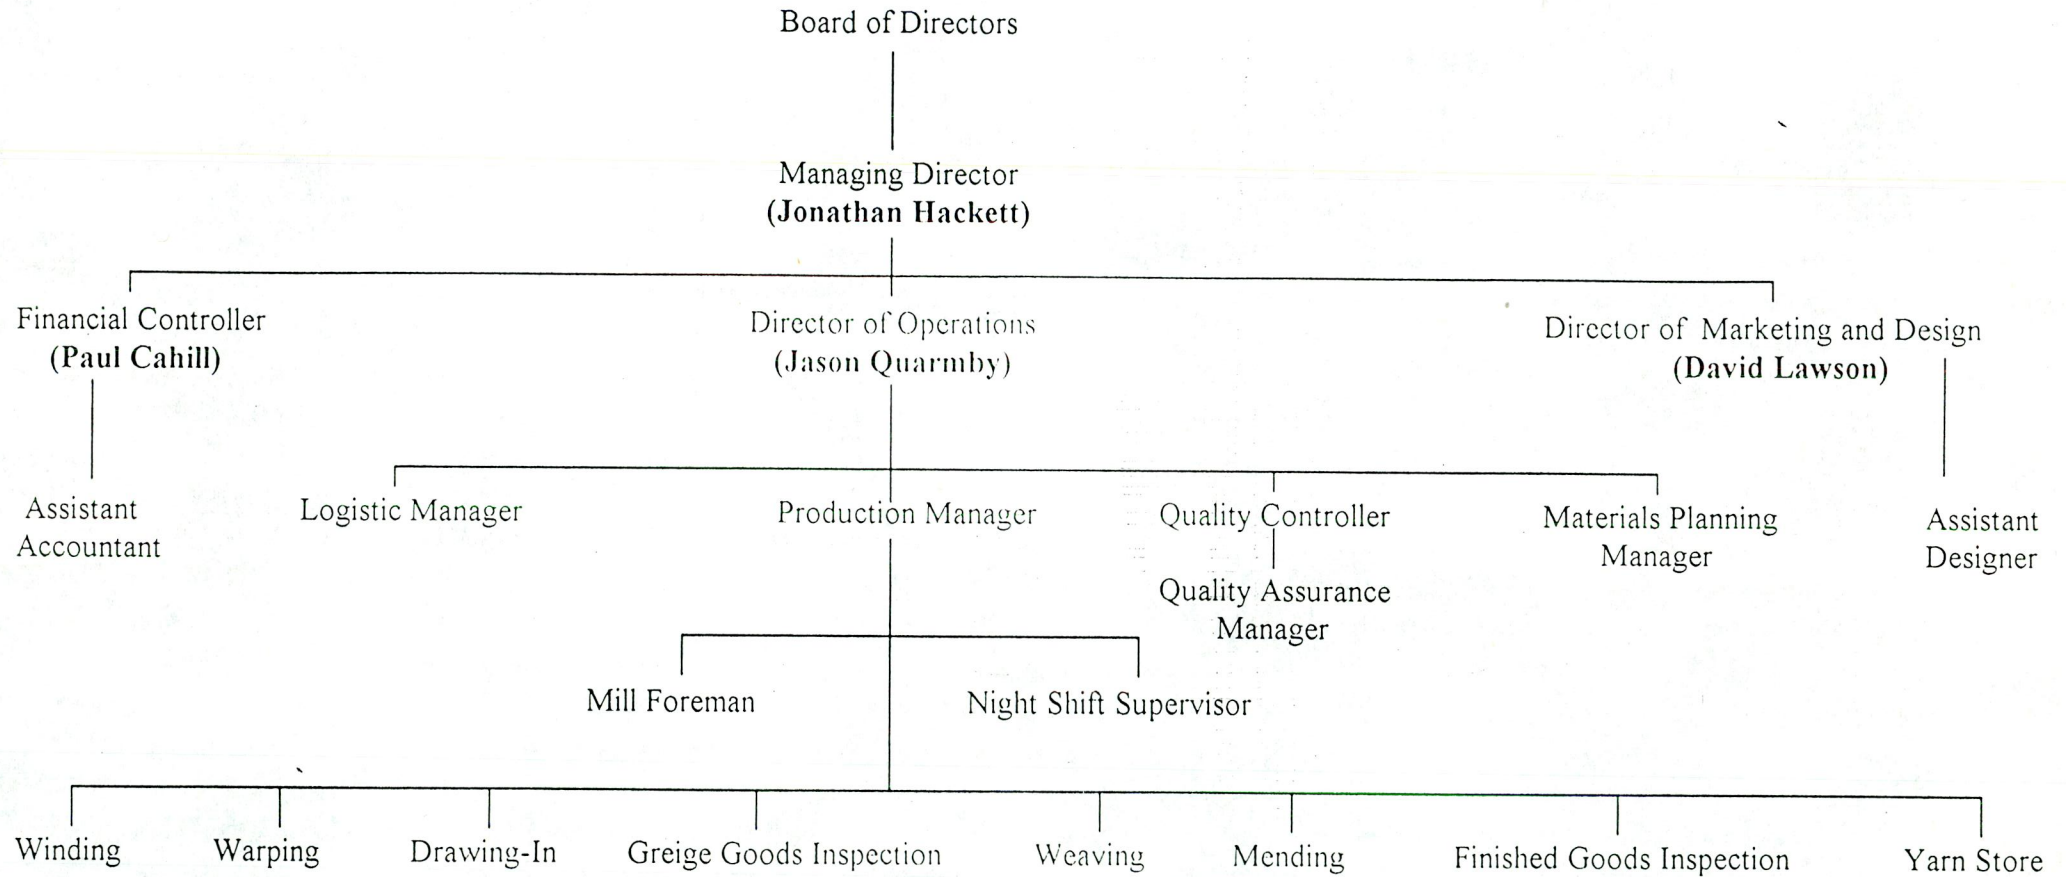 Board of Directors
Managing Director
(Jonathan Hackett)
Financial Controller
(Paul Cahill)
Director of Operations
(Jason Quarmby)
Director of Marketing and Design
(David Lawson)
Assistant
Accountant
Logistic Manager
Production Manager
Quality Controller
Quality Assurance
Manager
Materials Planning
Manager
Assistant
Designer
Mill Foreman
Night Shift Supervisor
Winding
Warping
Drawing-In
Greige Goods Inspection
Weaving
Mending
Finished Goods Inspection
Yarn Store